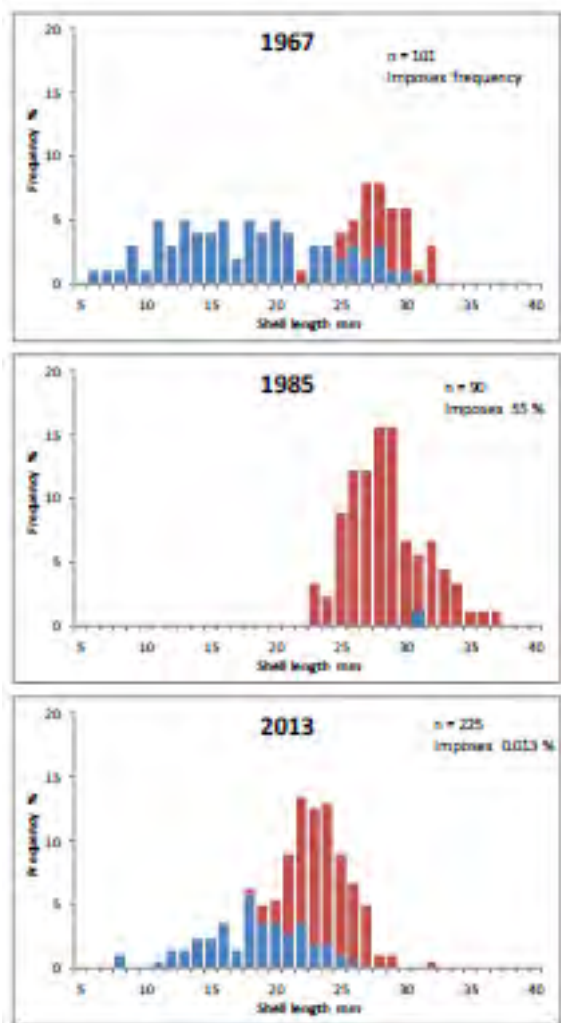 1967
n = 101
Imposex frequency
20
15
10
5
0
Frequency %
5 10 15 20 25 30 35 40
Shell length mm
1985
n = 90
Imposex 55 %
20
15
10
5
0
Frequency %
5 10 15 20 25 30 35 40
Shell length mm
2013
n = 225
Imposex 0.013 %
20
15
10
5
0
Frequency %
5 10 15 20 25 30 35 40
Shell length mm